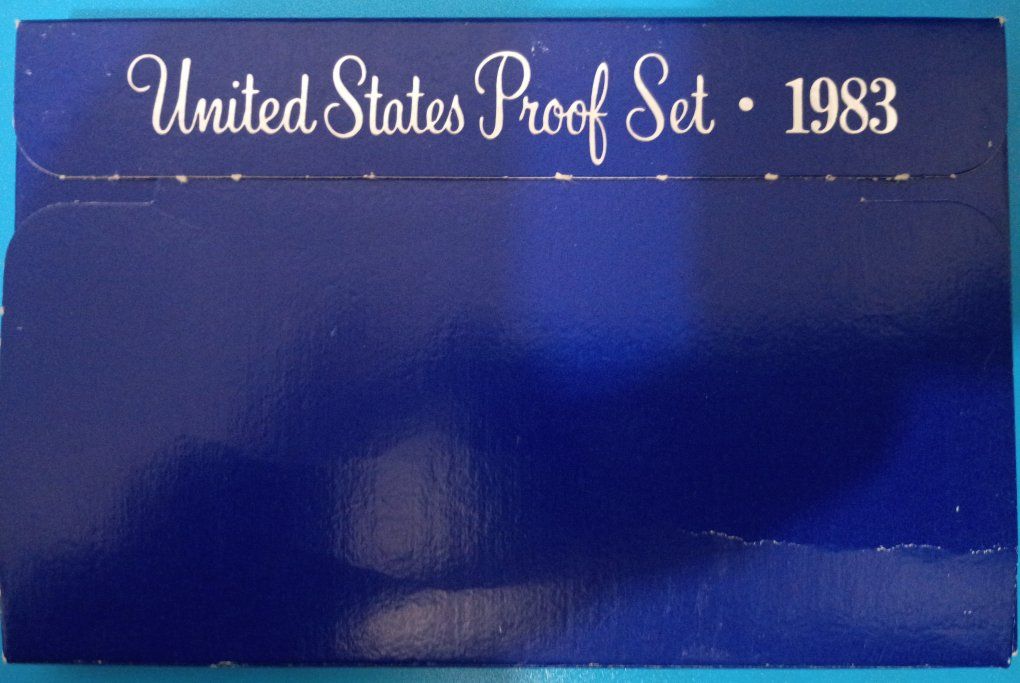 United States Proof Set • 1983